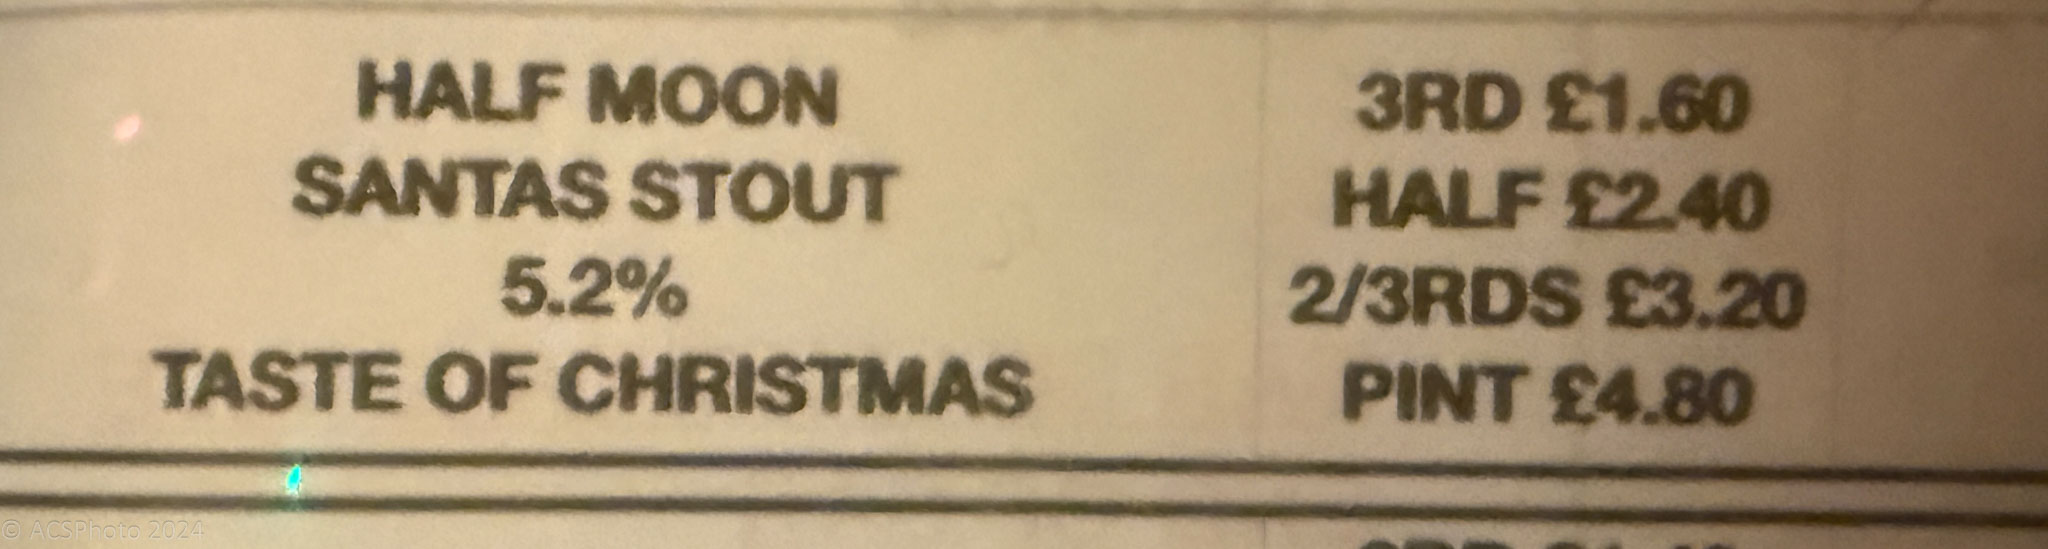 HALF MOON
SANTAS STOUT
5.2%
TASTE OF CHRISTMAS
3RD £1.60
HALF £2.40
2/3RDS £3.20
PINT £4.80
© ACSPhoto 2024